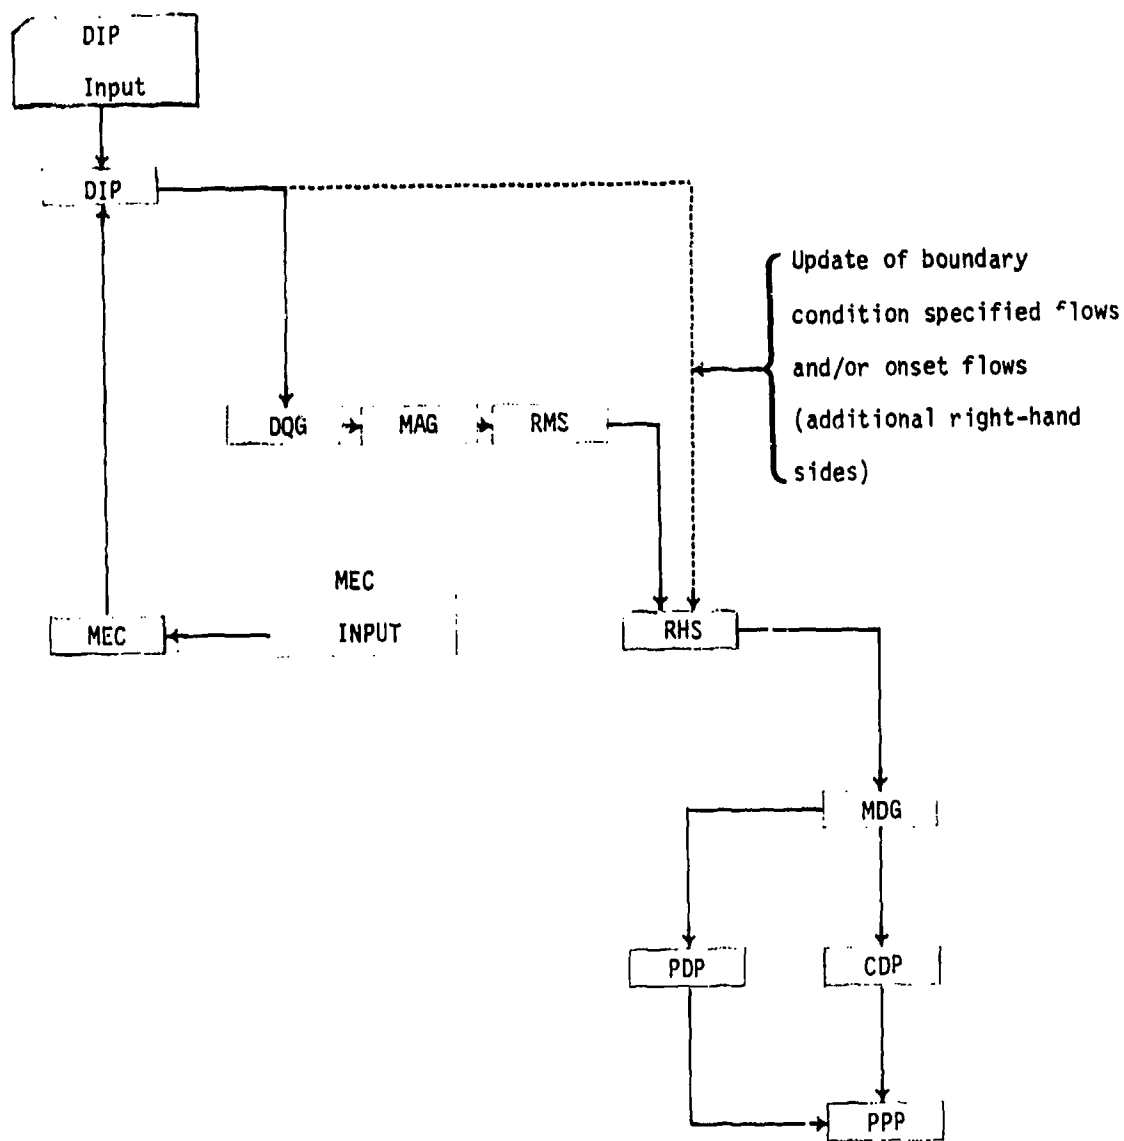 DIP
Input
DIP
Update of boundary
condition specified flows
and/or onset flows
(additional right-hand
sides)
DQG
MAG
RMS
MEC
INPUT
MEC
RHS
MDG
PDP
CDP
PPP